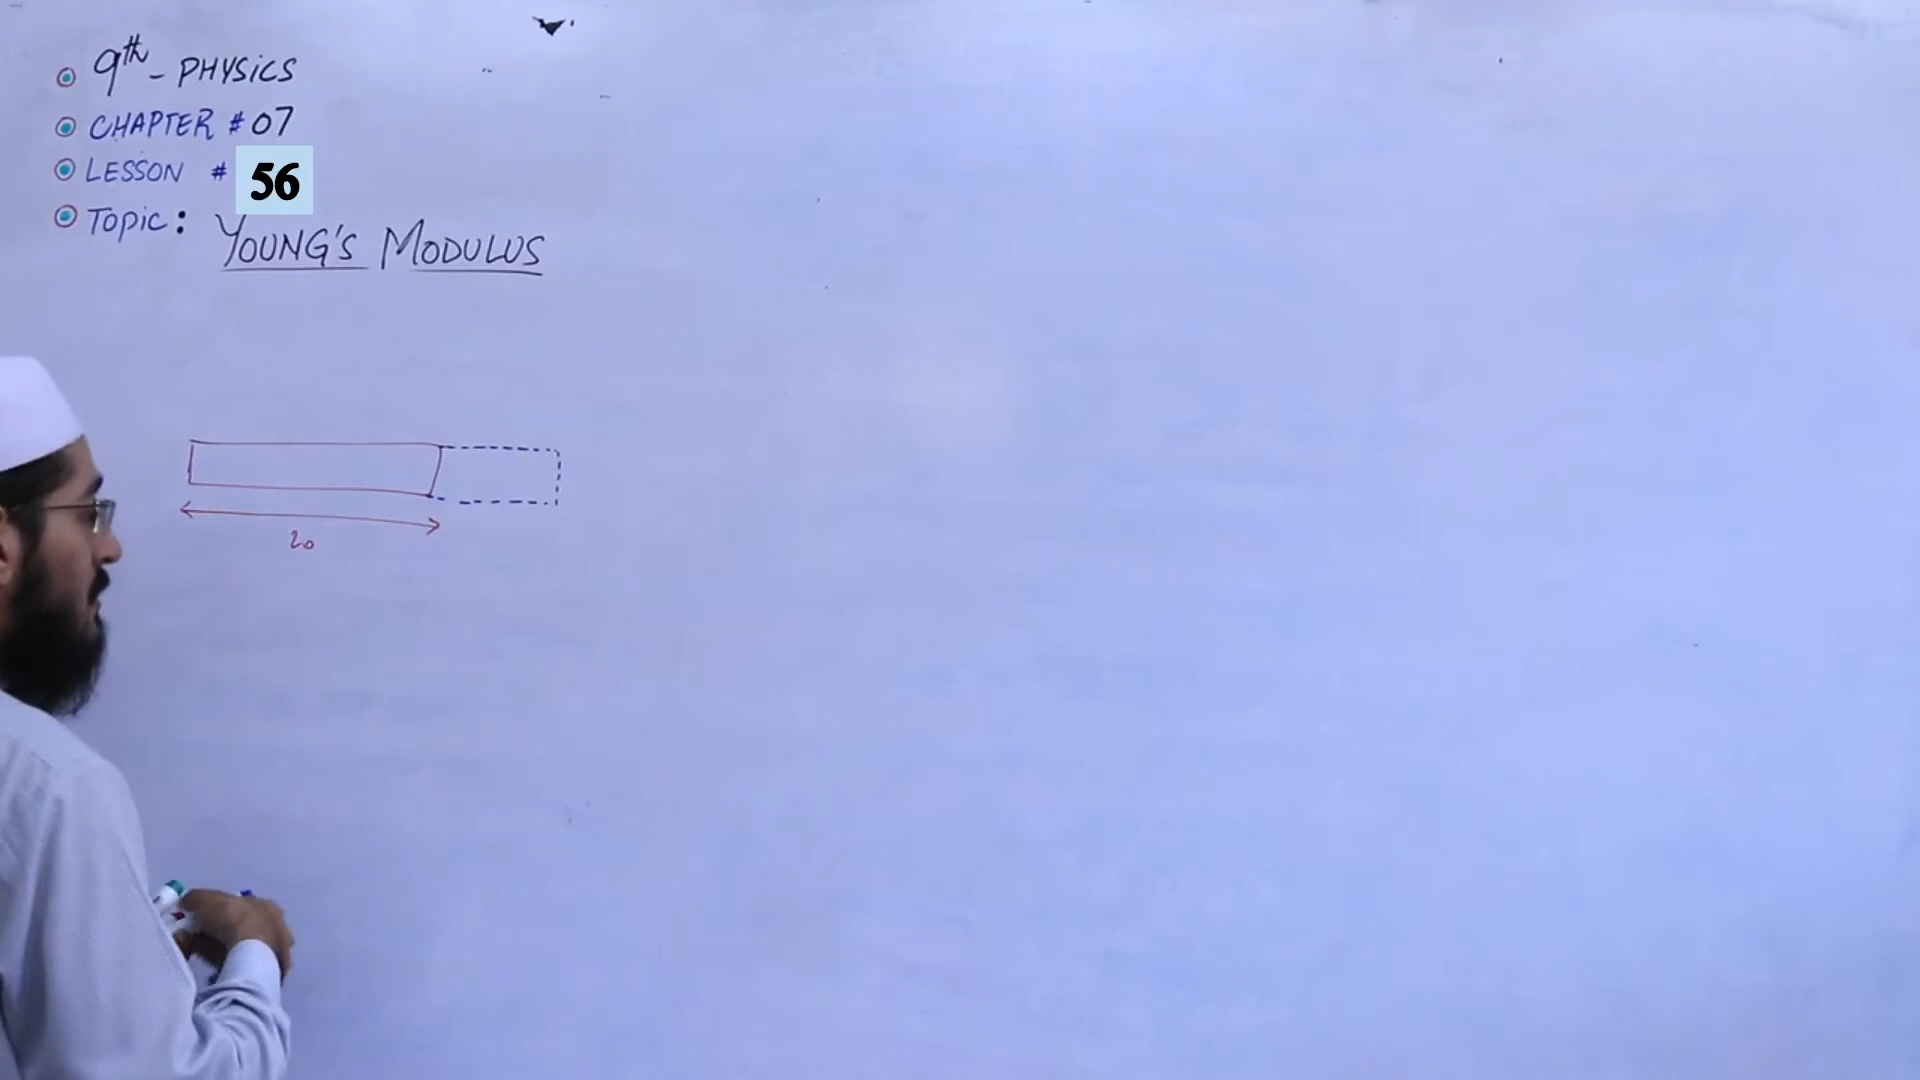 9th - PHYSICS
CHAPTER # 07
LESSON # 56
Topic: YOUNG'S MODULUS
L₀